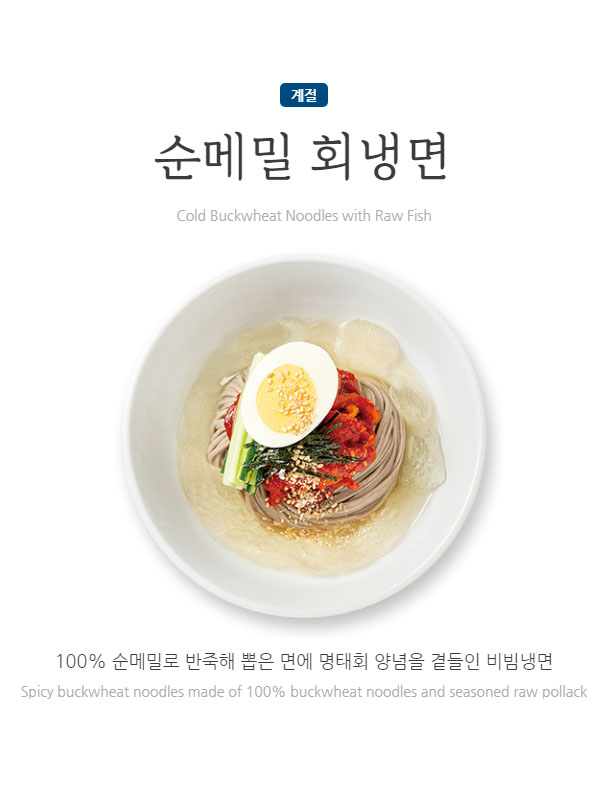 계절
순메밀 회냉면
Cold Buckwheat Noodles with Raw Fish
100% 순메밀로 반죽해 뽑은 면에 명태회 양념을 곁들인 비빔냉면
Spicy buckwheat noodles made of 100% buckwheat noodles and seasoned raw pollack